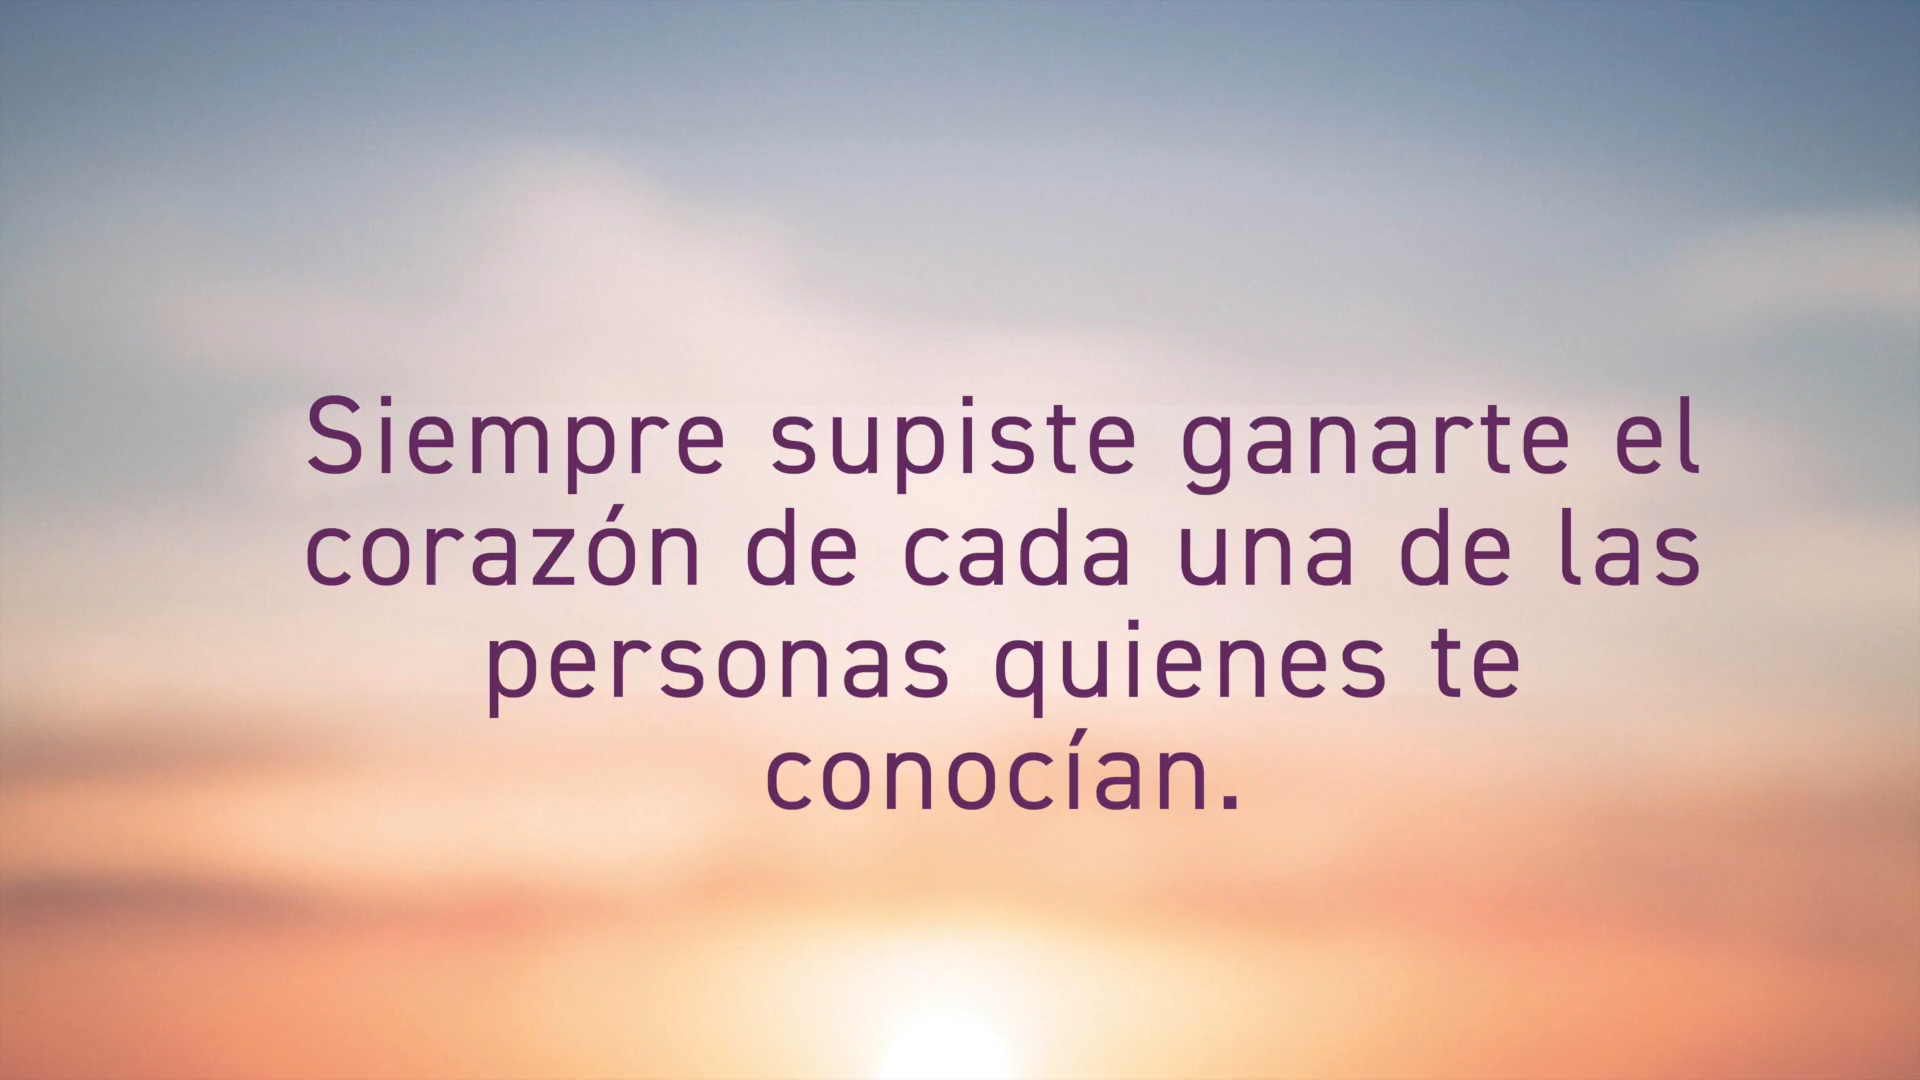 Siempre supiste ganarte el
corazón de cada una de las
personas quienes te
conocían.